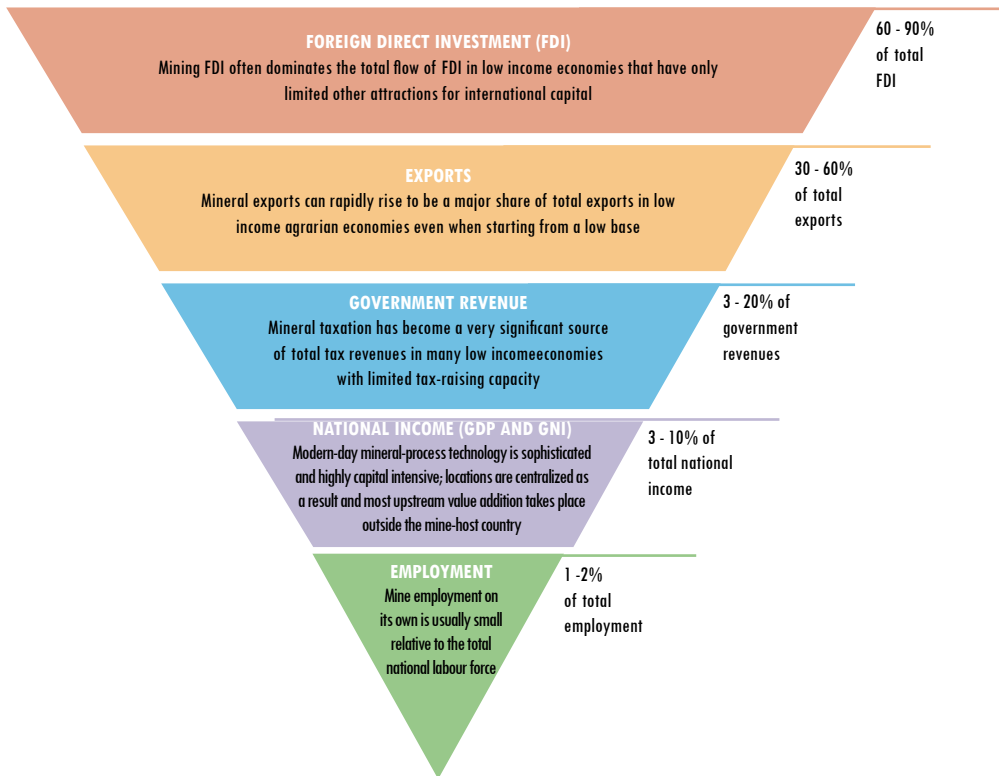 FOREIGN DIRECT INVESTMENT (FDI)
Mining FDI often dominates the total flow of FDI in low income economies that have only
limited other attractions for international capital
60 - 90%
of total
FDI
EXPORTS
Mineral exports can rapidly rise to be a major share of total exports in low
income agrarian economies even when starting from a low base
30 - 60%
of total
exports
GOVERNMENT REVENUE
Mineral taxation has become a very significant source
of total tax revenues in many low incomeeconomies
with limited tax-raising capacity
3 - 20% of
government
revenues
NATIONAL INCOME (GDP AND GNI)
Modern-day mineral-process technology is sophisticated
and highly capital intensive; locations are centralized as
a result and most upstream value addition takes place
outside the mine-host country
3 - 10% of
total national
income
EMPLOYMENT
Mine employment on
its own is usually small
relative to the total
national labour force
1 -2%
of total
employment